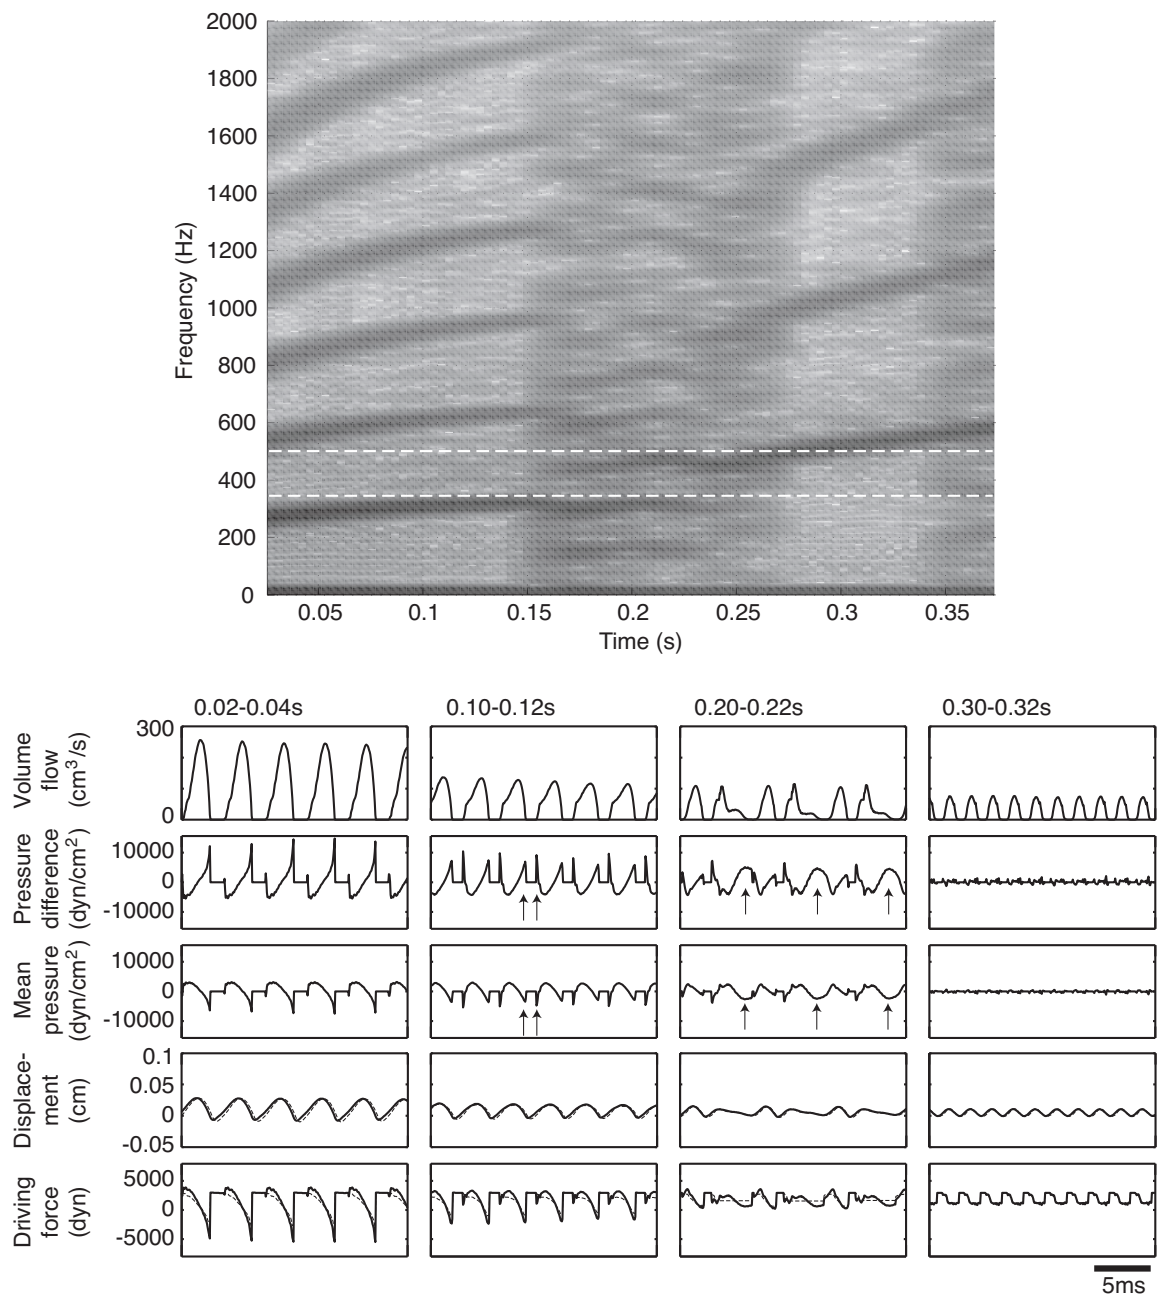 2000
1800
1600
1400
1200
1000
800
600
400
200
0
Frequency (Hz)
0.05 0.1 0.15 0.2 0.25 0.3 0.35
Time (s)
0.02-0.04s 0.10-0.12s 0.20-0.22s 0.30-0.32s
Volume
flow
(cm3/s)
300
0
Pressure
difference
(dyn/cm2)
10000
0
-10000
Mean
pressure
(dyn/cm2)
10000
0
-10000
Displace-
ment
(cm)
0.1
0.05
0
-0.05
Driving
force
(dyn)
5000
0
-5000
5ms